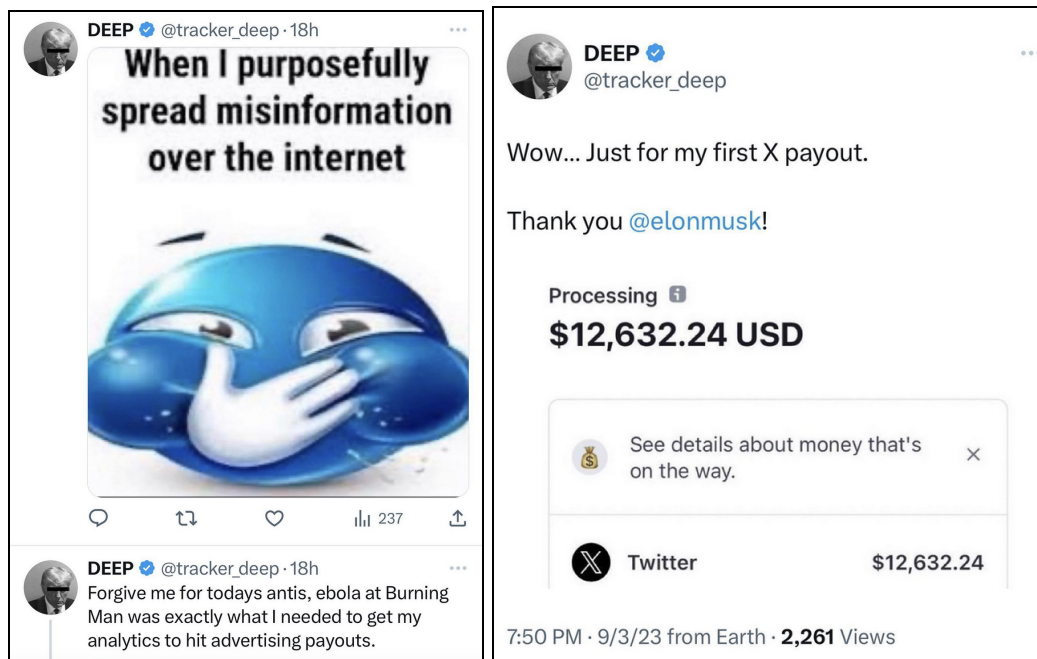 DEEP @tracker_deep · 18h
When I purposefully
spread misinformation
over the internet
237
DEEP @tracker_deep · 18h
Forgive me for todays antis, ebola at Burning
Man was exactly what I needed to get my
analytics to hit advertising payouts.
DEEP
@tracker_deep
Wow... Just for my first X payout.
Thank you @elonmusk!
Processing
$12,632.24 USD
See details about money that's
on the way.
Twitter $12,632.24
7:50 PM · 9/3/23 from Earth · 2,261 Views